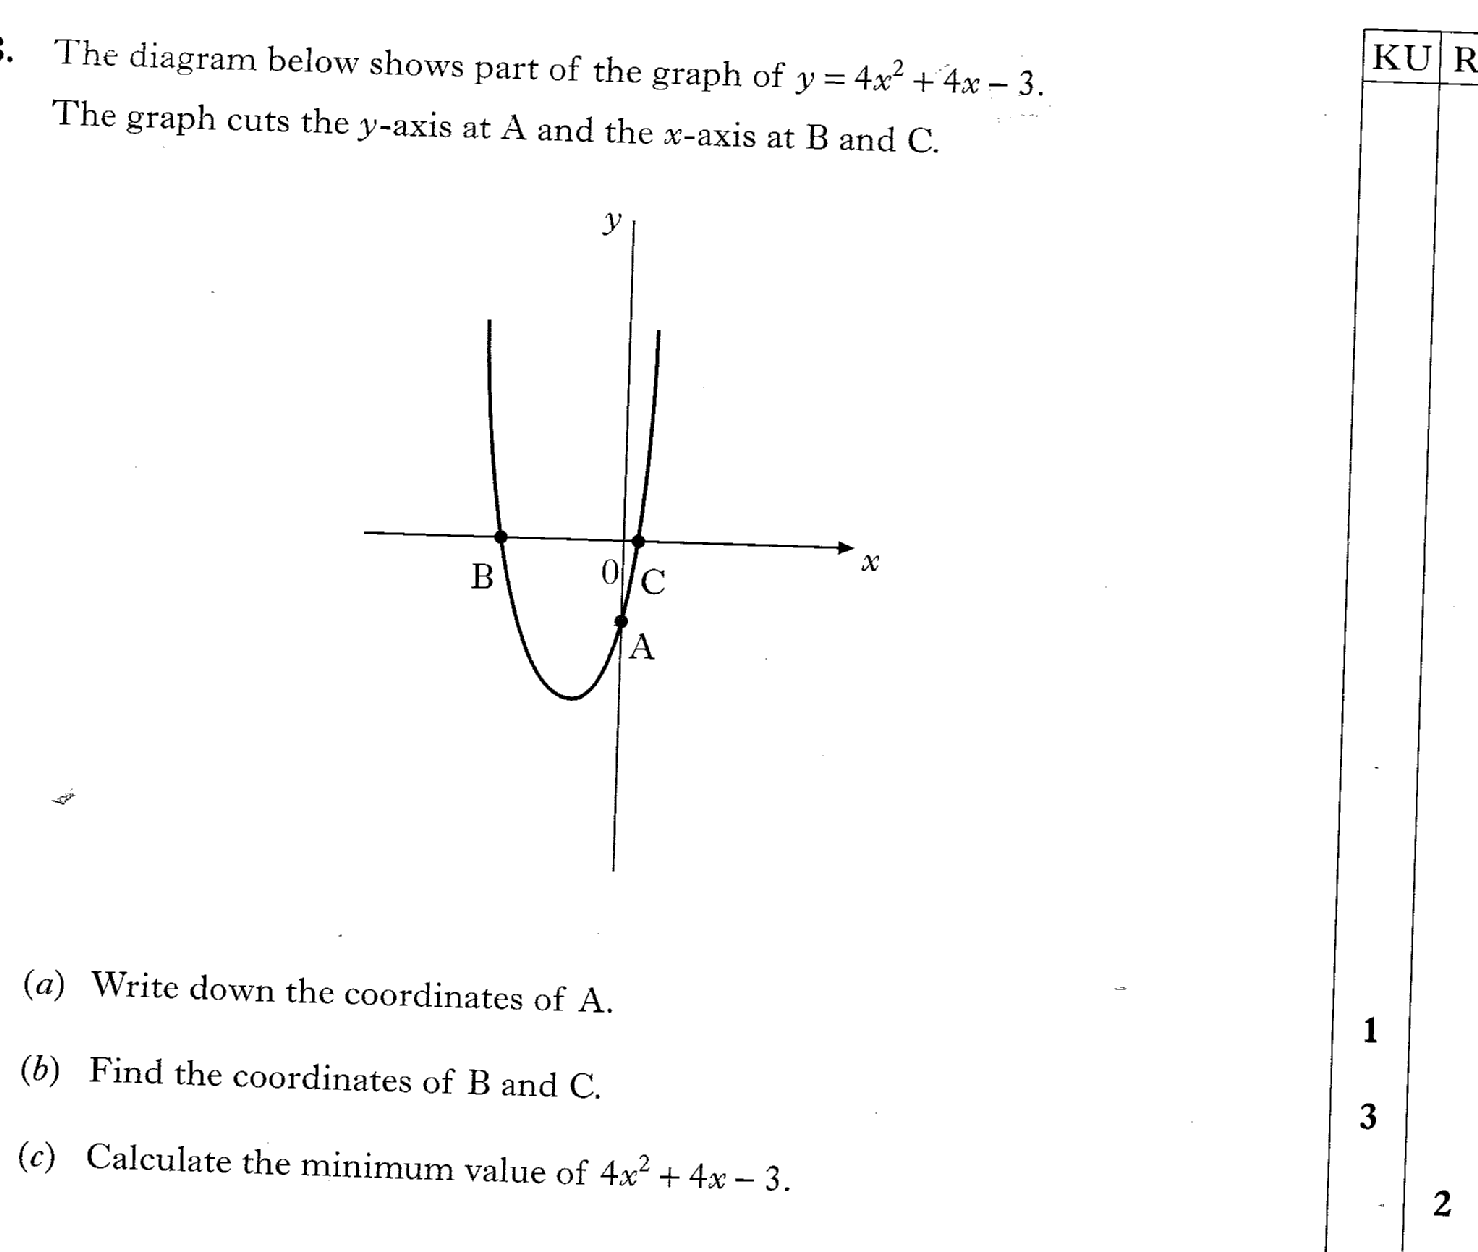 . The diagram below shows part of the graph of y = 4x² + 4x – 3.
The graph cuts the y-axis at A and the x-axis at B and C.
KU R
y
x
B
0
C
A
(a) Write down the coordinates of A.
1
(b) Find the coordinates of B and C.
3
(c) Calculate the minimum value of 4x² + 4x – 3.
2